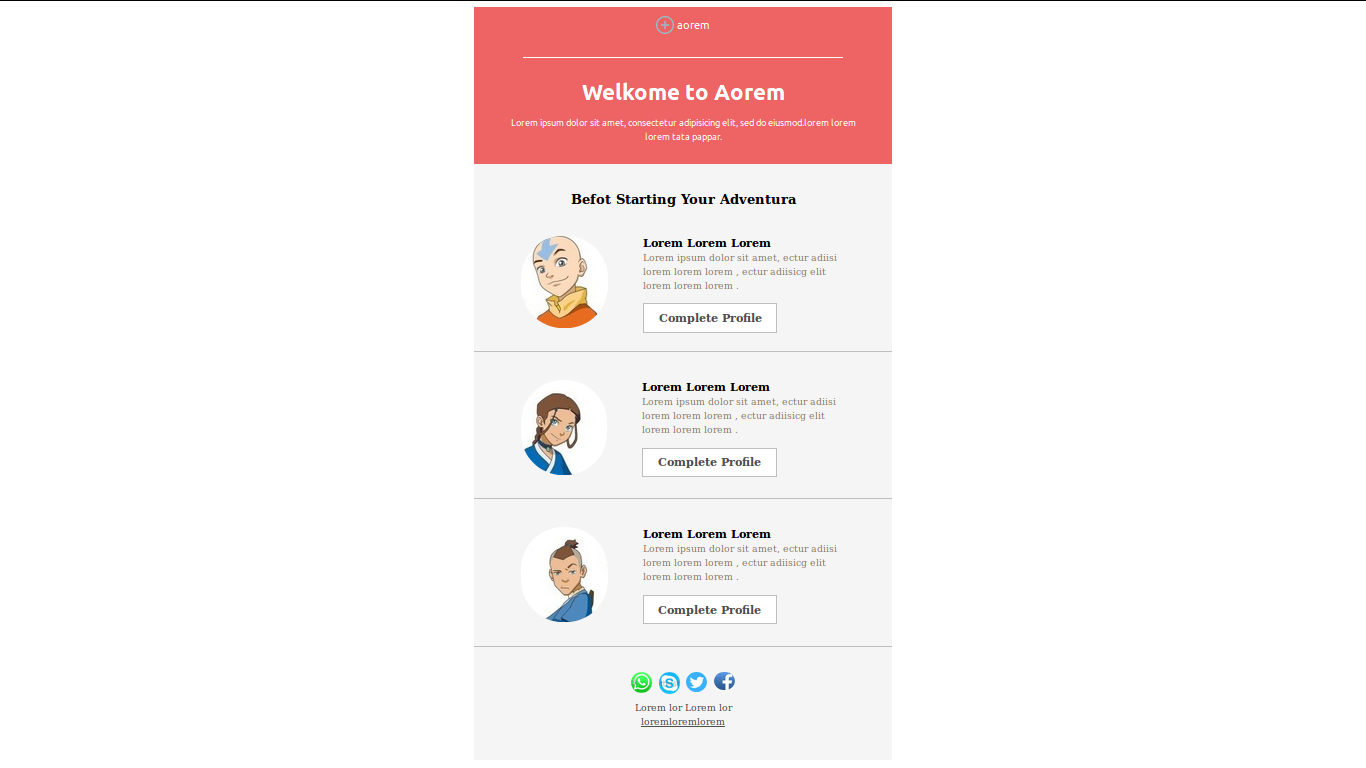 aorem
Welkome to Aorem
Lorem ipsum dolor sit amet, consectetur adipisicing elit, sed do eiusmod.lorem lorem
lorem tata pappar.
Befot Starting Your Adventura
Lorem Lorem Lorem
Lorem ipsum dolor sit amet, ectur adiisi
lorem lorem lorem , ectur adiisicg elit
lorem lorem lorem .
Complete Profile
Lorem Lorem Lorem
Lorem ipsum dolor sit amet, ectur adiisi
lorem lorem lorem , ectur adiisicg elit
lorem lorem lorem .
Complete Profile
Lorem Lorem Lorem
Lorem ipsum dolor sit amet, ectur adiisi
lorem lorem lorem , ectur adiisicg elit
lorem lorem lorem .
Complete Profile
Lorem lor Lorem lor
loremloremlorem